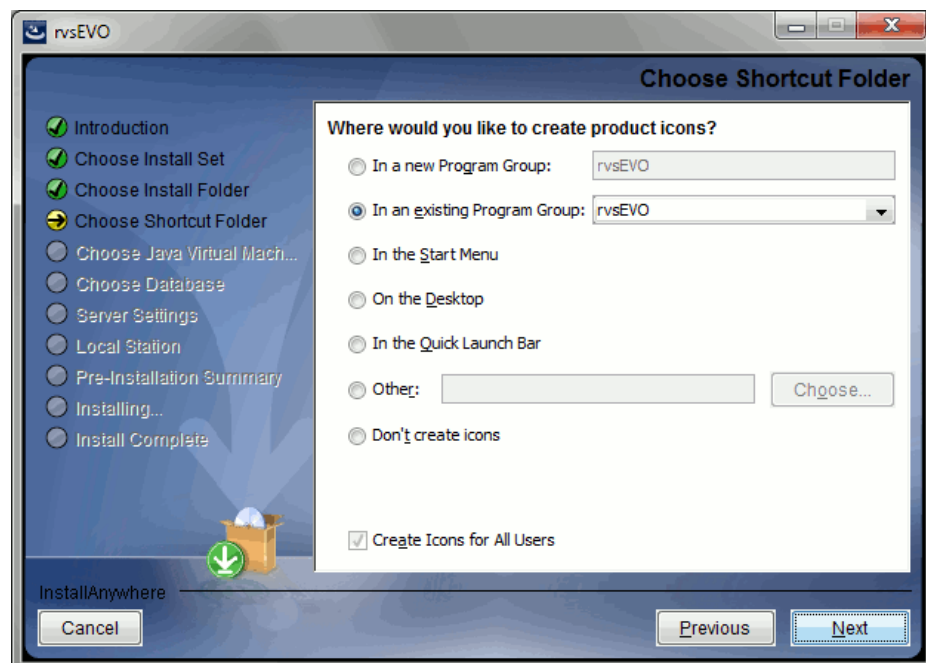 rvsEVO
Choose Shortcut Folder
Introduction
Choose Install Set
Choose Install Folder
Choose Shortcut Folder
Choose Java Virtual Mach...
Choose Database
Server Settings
Local Station
Pre-Installation Summary
Installing...
Install Complete
Where would you like to create product icons?
In a new Program Group: rvsEVO
In an existing Program Group: rvsEVO
In the Start Menu
On the Desktop
In the Quick Launch Bar
Other: Choose...
Don't create icons
Create Icons for All Users
InstallAnywhere
Cancel Previous Next